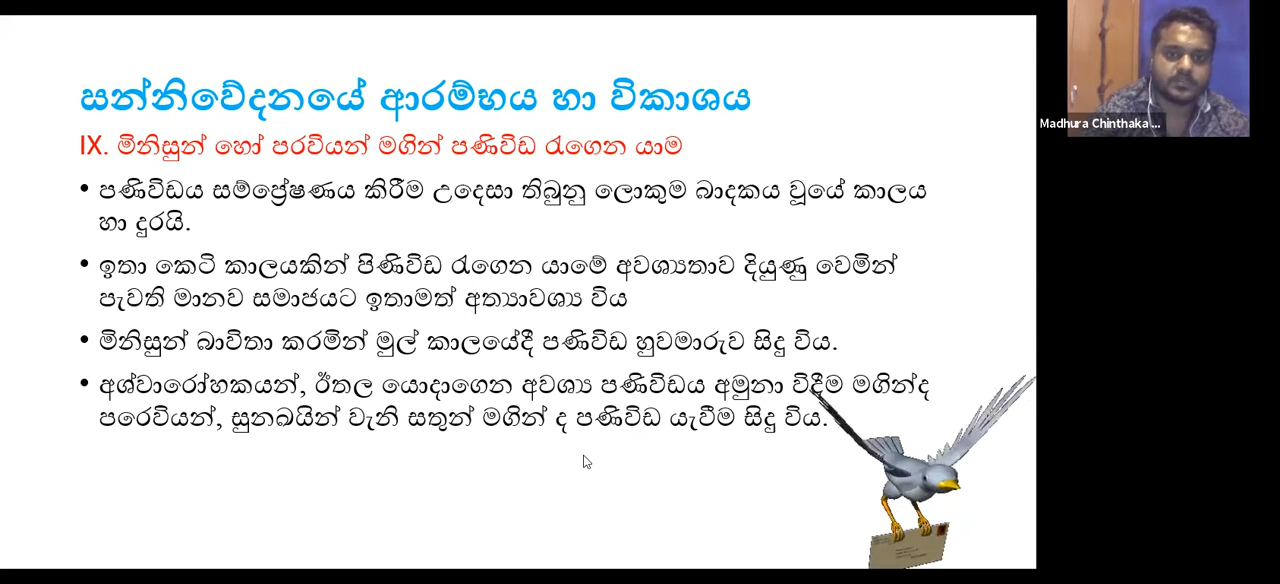 සන්නිවේදනයේ ආරම්භය හා විකාශය
IX. මිනිසුන් හෝ පරවියන් මගින් පණිවිඩ රැගෙන යාම
• පණිවිඩය සම්ප්‍රේෂණය කිරීම උදෙසා තිබුනු ලොකුම බාදකය වූයේ කාලය
හා දුරයි.
• ඉතා කෙටි කාලයකින් පිණිවිඩ රැගෙන යාමේ අවශ්‍යතාව දියුණු වෙමින්
පැවති මානව සමාජයට ඉතාමත් අත්‍යාවශ්‍ය විය
• මිනිසුන් බාවිතා කරමින් මුල් කාලයේදී පණිවිඩ හුවමාරුව සිදු විය.
• අශ්වාරෝහකයන්, ඊතල යොදාගෙන අවශ්‍ය පණිවිඩය අමුනා විදීම මගින්ද
පරෙවියන්, සුනඛයින් වැනි සතුන් මගින් ද පණිවිඩ යැවීම සිදු විය.
Madhura Chinthaka ...